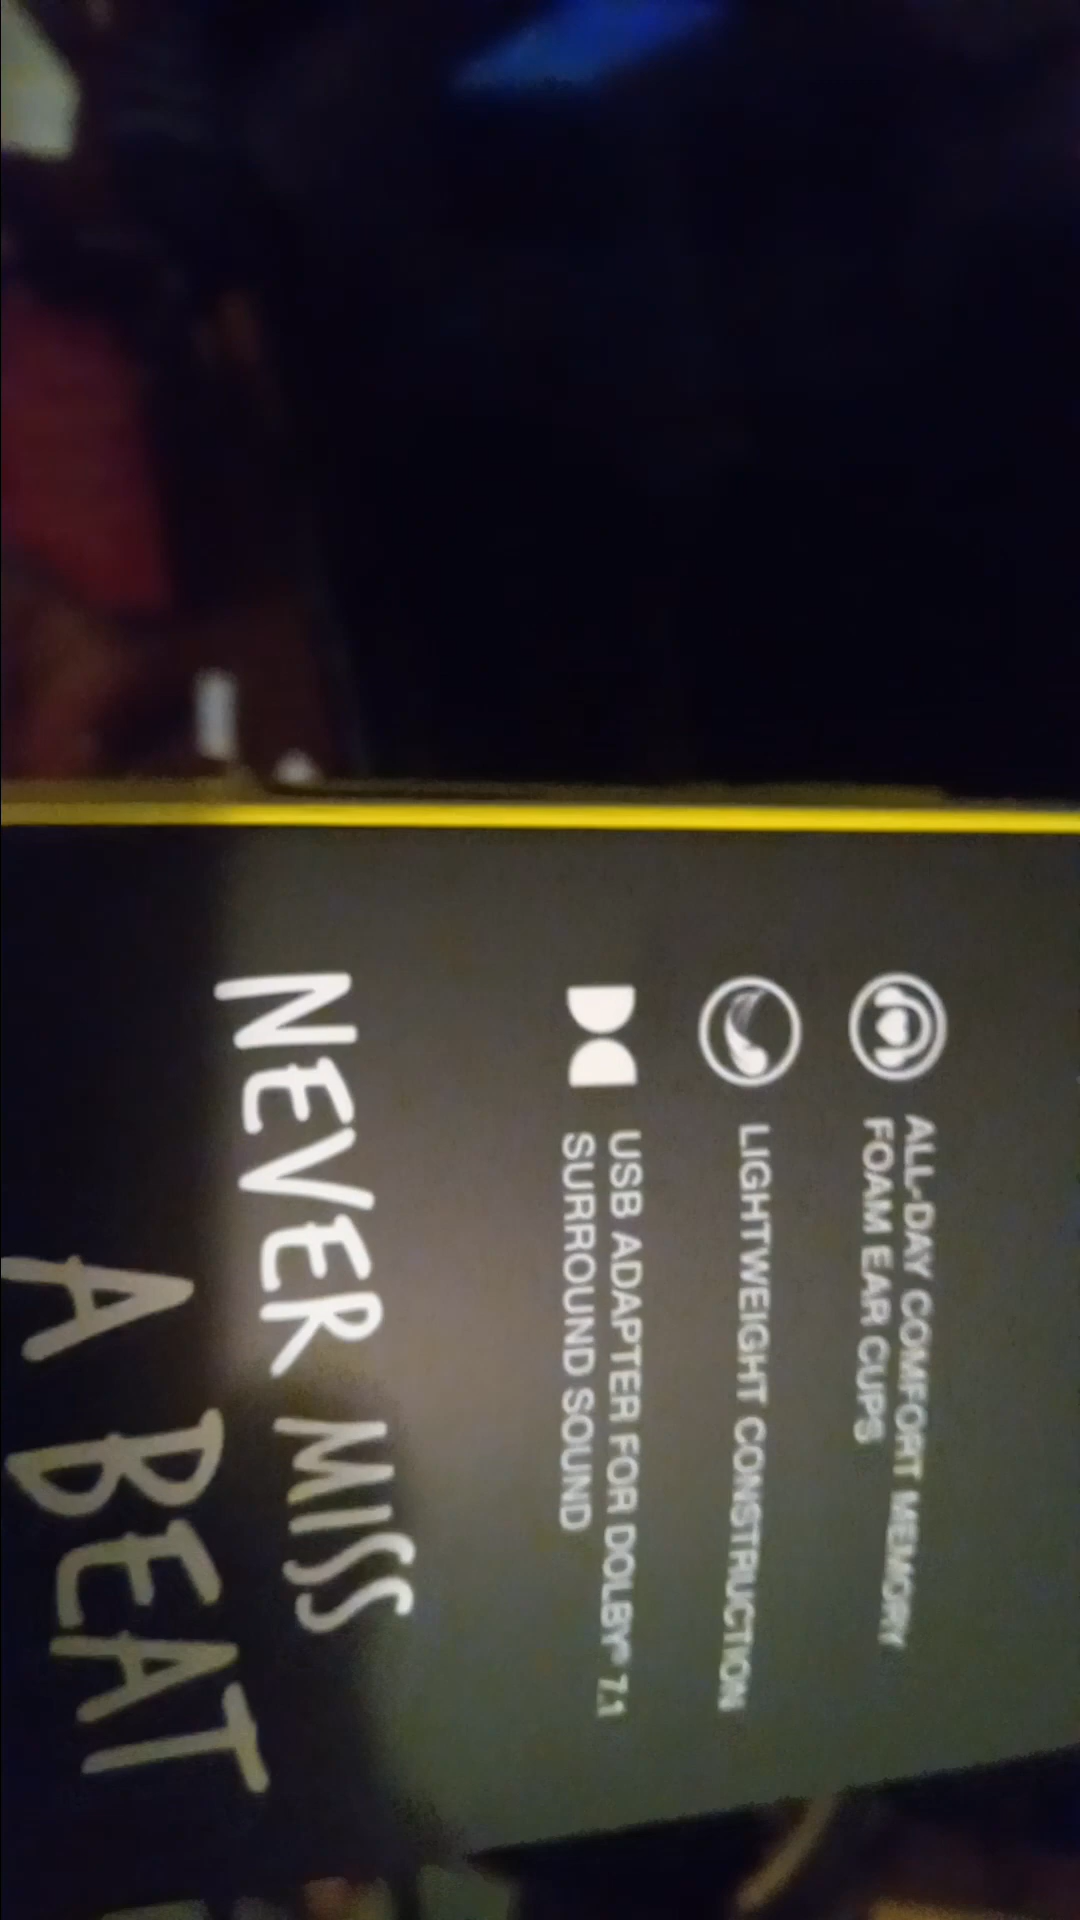 ALL-DAY COMFORT MEMORY
FOAM EAR CUPS
LIGHTWEIGHT CONSTRUCTION
USB ADAPTER FOR DOLBY® 7.1
SURROUND SOUND
NEVER MISS
A BEAT